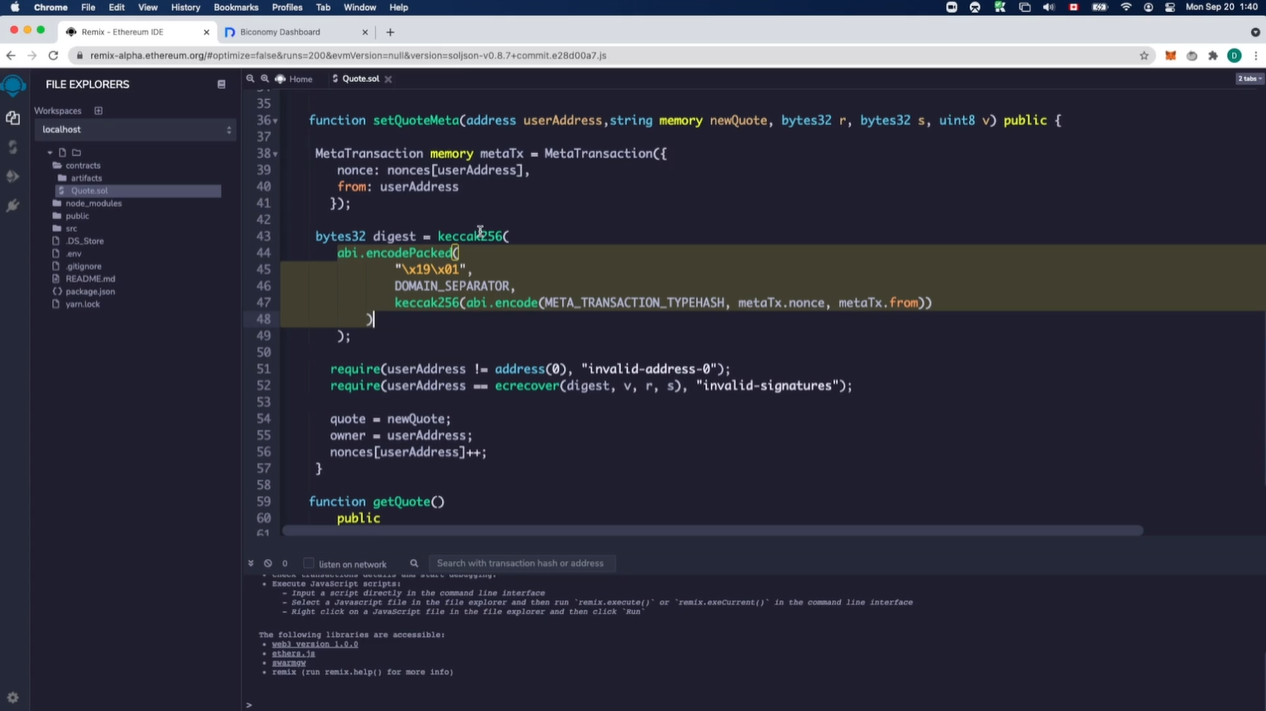 Chrome File Edit View History Bookmarks Profiles Tab Window Help Mon Sep 20 1:40
Remix - Ethereum IDE Biconomy Dashboard
remix-alpha.ethereum.org/#optimize=false&runs=200&evmVersion=null&version=soljson-v0.8.7+commit.e28d00a7.js
FILE EXPLORERS
Workspaces
localhost
contracts
artifacts
Quote.sol
node_modules
public
src
.DS_Store
.env
.gitignore
README.md
package.json
yarn.lock
Home Quote.sol 2 tabs
35
36 function setQuoteMeta(address userAddress,string memory newQuote, bytes32 r, bytes32 s, uint8 v) public {
37
38 MetaTransaction memory metaTx = MetaTransaction({
39 nonce: nonces[userAddress],
40 from: userAddress
41 });
42
43 bytes32 digest = keccak256(
44 abi.encodePacked(
45 "\x19\x01",
46 DOMAIN_SEPARATOR,
47 keccak256(abi.encode(META_TRANSACTION_TYPEHASH, metaTx.nonce, metaTx.from))
48 )
49 );
50
51 require(userAddress != address(0), "invalid-address-0");
52 require(userAddress == ecrecover(digest, v, r, s), "invalid-signatures");
53
54 quote = newQuote;
55 owner = userAddress;
56 nonces[userAddress]++;
57 }
58
59 function getQuote()
60 public
61
0 listen on network Search with transaction hash or address
• Check transactions details and start debugging.
• Execute JavaScript scripts:
- Input a script directly in the command line interface
- Select a Javascript file in the file explorer and then run `remix.execute()` or `remix.exeCurrent()` in the command line interface
- Right click on a JavaScript file in the file explorer and then click `Run`
The following libraries are accessible:
• web3 version 1.0.0
• ethers.js
• swarmgw
• remix (run remix.help() for more info)
>